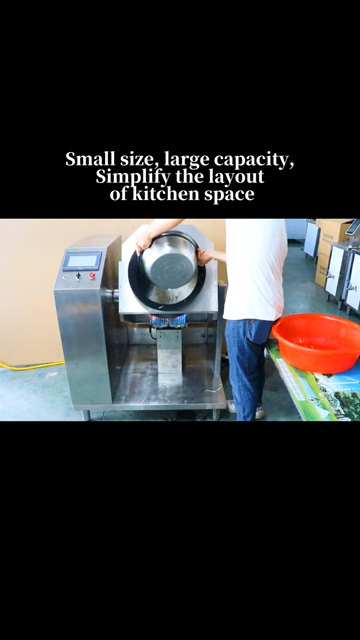 Small size, large capacity,
Simplify the layout
of kitchen space